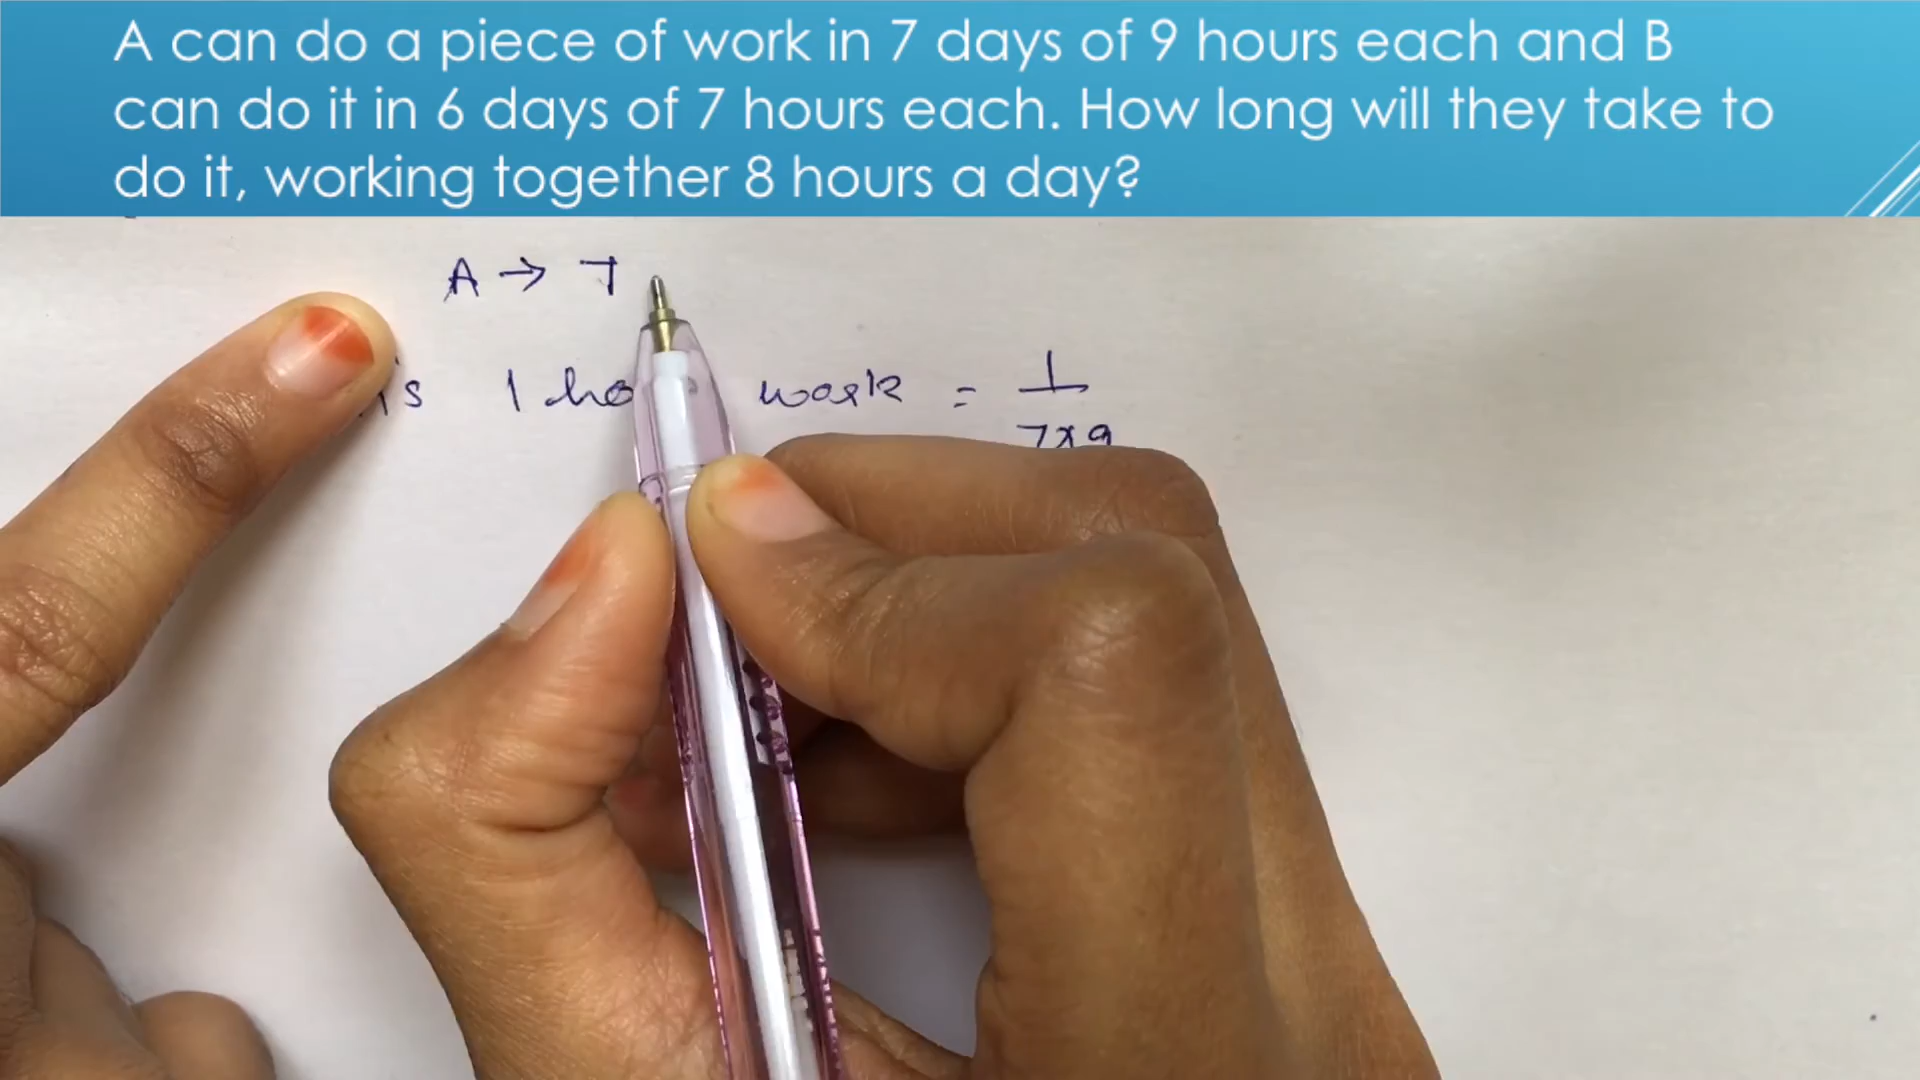 A can do a piece of work in 7 days of 9 hours each and B
can do it in 6 days of 7 hours each. How long will they take to
do it, working together 8 hours a day?
A → 7
1 work = 1
7x9